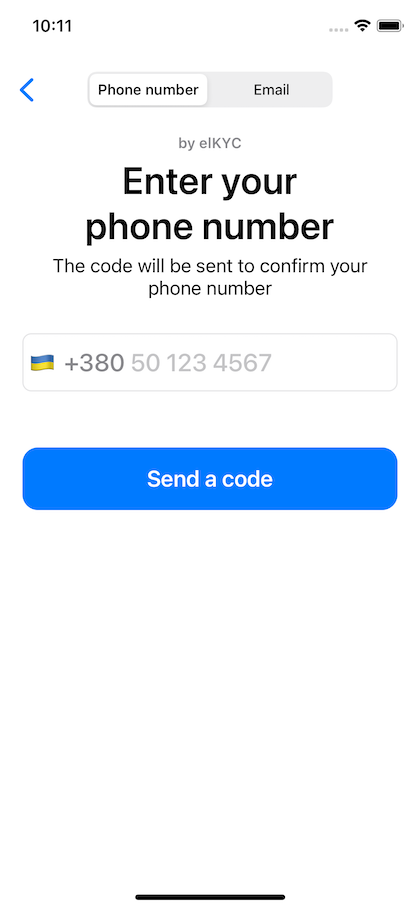 10:11
Phone number
Email
by elKYC
Enter your
phone number
The code will be sent to confirm your
phone number
+380 50 123 4567
Send a code